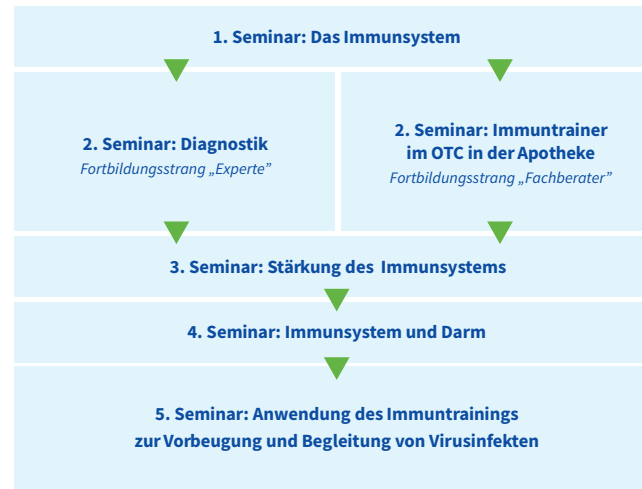 1. Seminar: Das Immunsystem
2. Seminar: Diagnostik
Fortbildungsstrang „Experte”
2. Seminar: Immuntrainer
im OTC in der Apotheke
Fortbildungsstrang „Fachberater”
3. Seminar: Stärkung des Immunsystems
4. Seminar: Immunsystem und Darm
5. Seminar: Anwendung des Immuntrainings
zur Vorbeugung und Begleitung von Virusinfekten